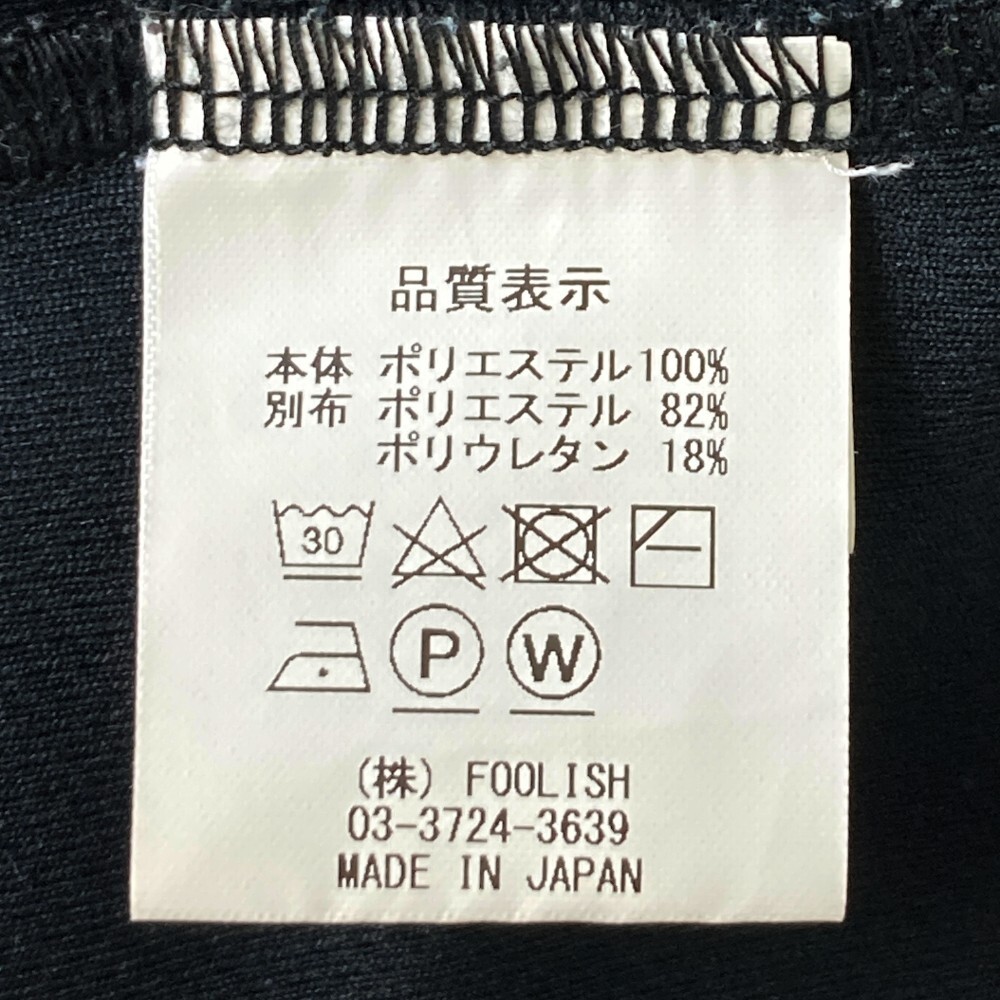 品質表示
本体 ポリエステル100%
別布 ポリエステル 82%
ポリウレタン 18%
30
P W
(株) FOOLISH
03-3724-3639
MADE IN JAPAN